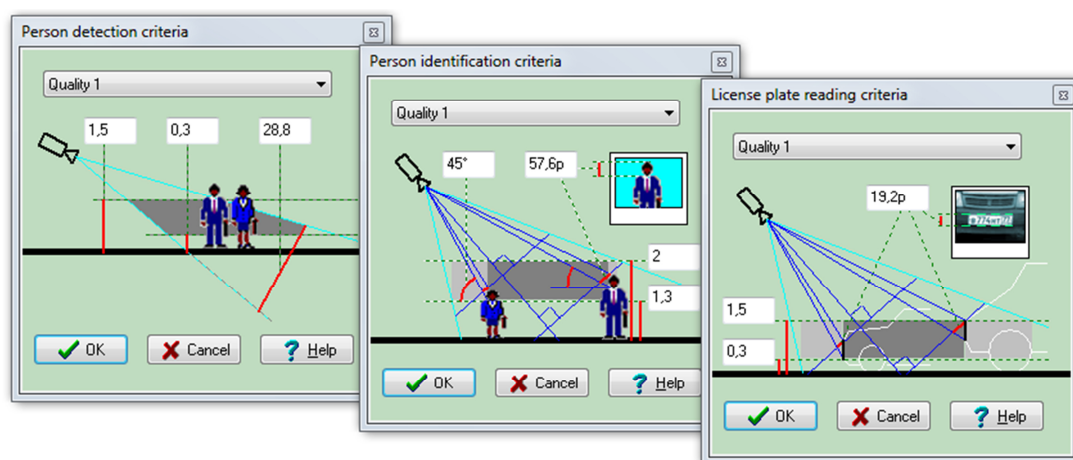 Person detection criteria
Quality 1
1,5
0,3
28,8
OK
Cancel
Help
Person identification criteria
Quality 1
45°
57,6p
2
1,3
OK
Cancel
Help
License plate reading criteria
Quality 1
19,2p
1,5
0,3
OK
Cancel
Help